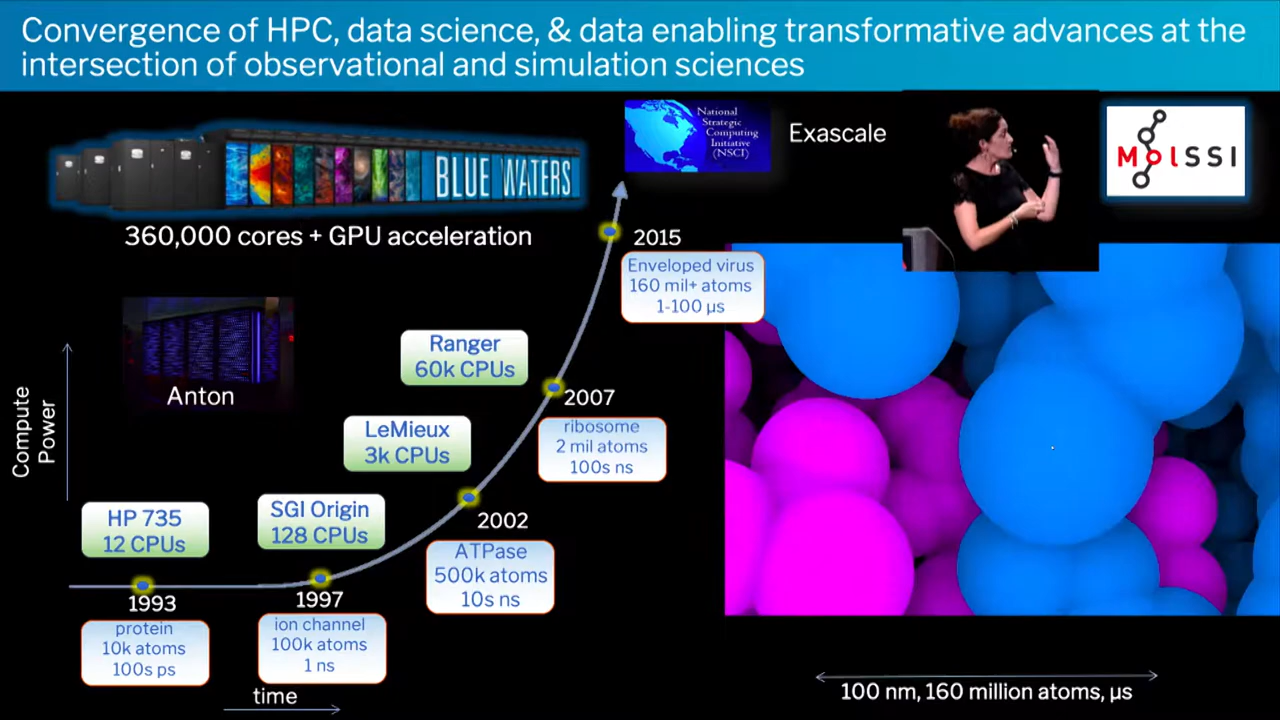 Convergence of HPC, data science, & data enabling transformative advances at the
intersection of observational and simulation sciences
BLUE WATERS
360,000 cores + GPU acceleration
National
Strategic
Computing
Initiative
(NSCI)
Exascale
MolSSI
2015
Enveloped virus
160 mil+ atoms
1-100 µs
Anton
Ranger
60k CPUs
2007
ribosome
2 mil atoms
100s ns
LeMieux
3k CPUs
2002
ATPase
500k atoms
10s ns
Compute
Power
HP 735
12 CPUs
1993
protein
10k atoms
100s ps
SGI Origin
128 CPUs
1997
ion channel
100k atoms
1 ns
time
100 nm, 160 million atoms, µs